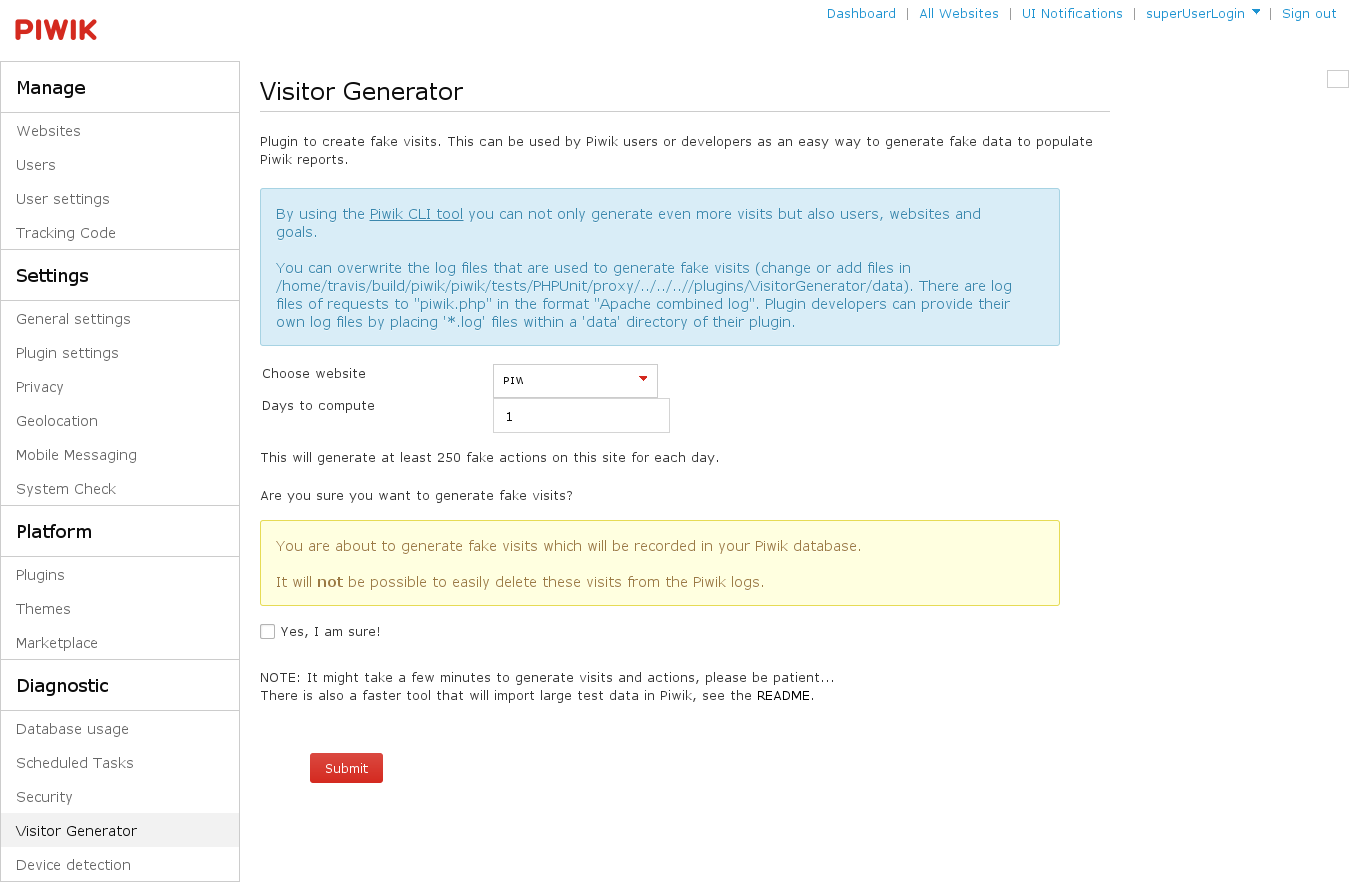 PIWIK
Dashboard | All Websites | UI Notifications | superUserLogin | Sign out
Manage
Websites
Users
User settings
Tracking Code
Settings
General settings
Plugin settings
Privacy
Geolocation
Mobile Messaging
System Check
Platform
Plugins
Themes
Marketplace
Diagnostic
Database usage
Scheduled Tasks
Security
Visitor Generator
Device detection
Visitor Generator
Plugin to create fake visits. This can be used by Piwik users or developers as an easy way to generate fake data to populate
Piwik reports.
By using the Piwik CLI tool you can not only generate even more visits but also users, websites and
goals.
You can overwrite the log files that are used to generate fake visits (change or add files in
/home/travis/build/piwik/piwik/tests/PHPUnit/proxy/../../..//plugins/VisitorGenerator/data). There are log
files of requests to "piwik.php" in the format "Apache combined log". Plugin developers can provide their
own log files by placing '*.log' files within a 'data' directory of their plugin.
Choose website
PIW
Days to compute
1
This will generate at least 250 fake actions on this site for each day.
Are you sure you want to generate fake visits?
You are about to generate fake visits which will be recorded in your Piwik database.
It will not be possible to easily delete these visits from the Piwik logs.
Yes, I am sure!
NOTE: It might take a few minutes to generate visits and actions, please be patient...
There is also a faster tool that will import large test data in Piwik, see the README.
Submit